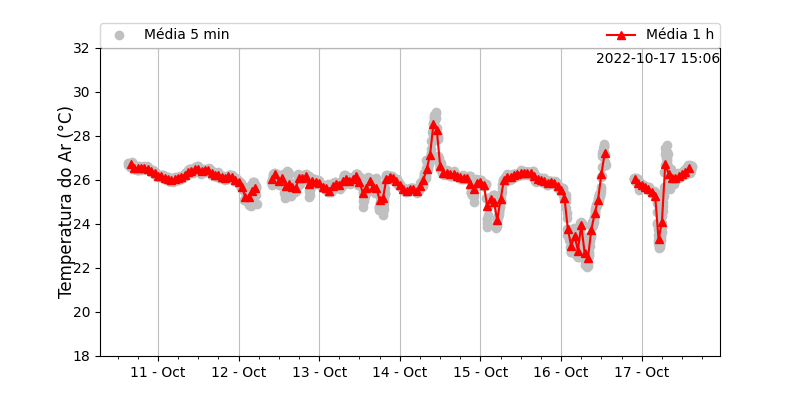 Média 5 min
Média 1 h
2022-10-17 15:06
Temperatura do Ar (°C)
32
30
28
26
24
22
20
18
11 - Oct
12 - Oct
13 - Oct
14 - Oct
15 - Oct
16 - Oct
17 - Oct